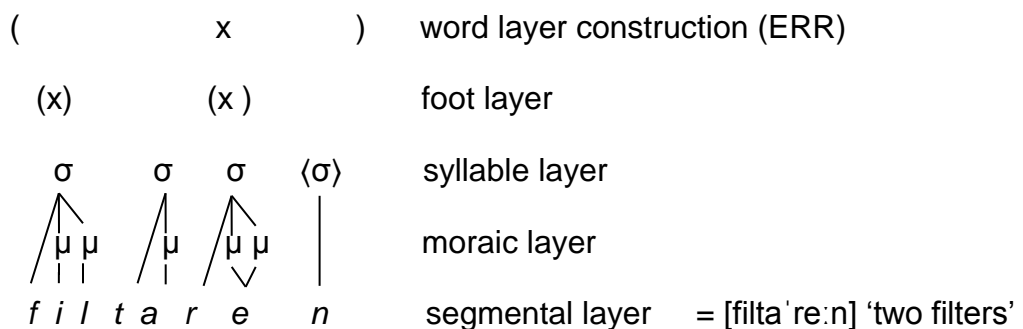 ( x ) word layer construction (ERR)
(x) (x ) foot layer
σ σ σ ⟨σ⟩ syllable layer
μ μ μ μ μ moraic layer
f i l t a r e n segmental layer = [filtaˈreːn] ‘two filters’